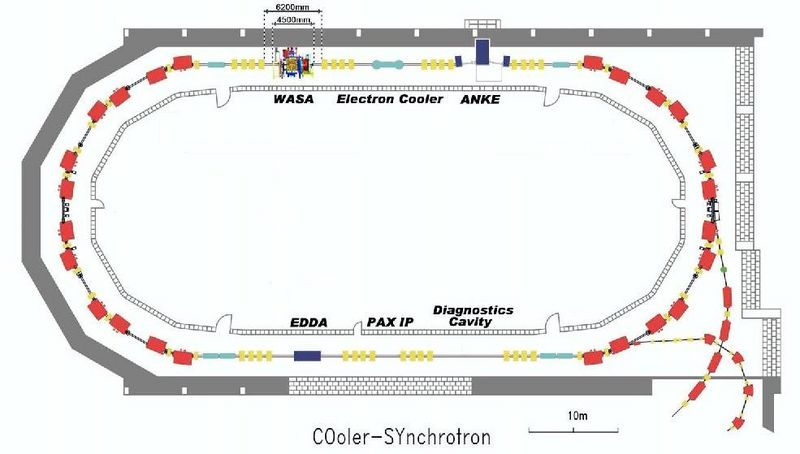 6200mm
4500mm
WASA
Electron Cooler
ANKE
EDDA
PAX IP
Diagnostics
Cavity
10m
COoler-SYnchrotron